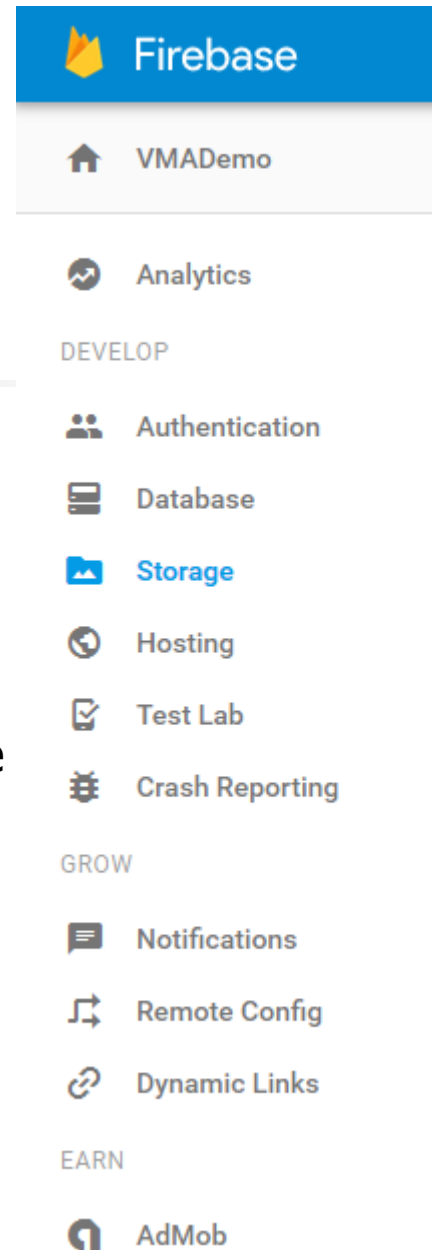 Firebase
VMADemo
Analytics
DEVELOP
Authentication
Database
Storage
Hosting
Test Lab
e
Crash Reporting
GROW
Notifications
Remote Config
Dynamic Links
EARN
AdMob